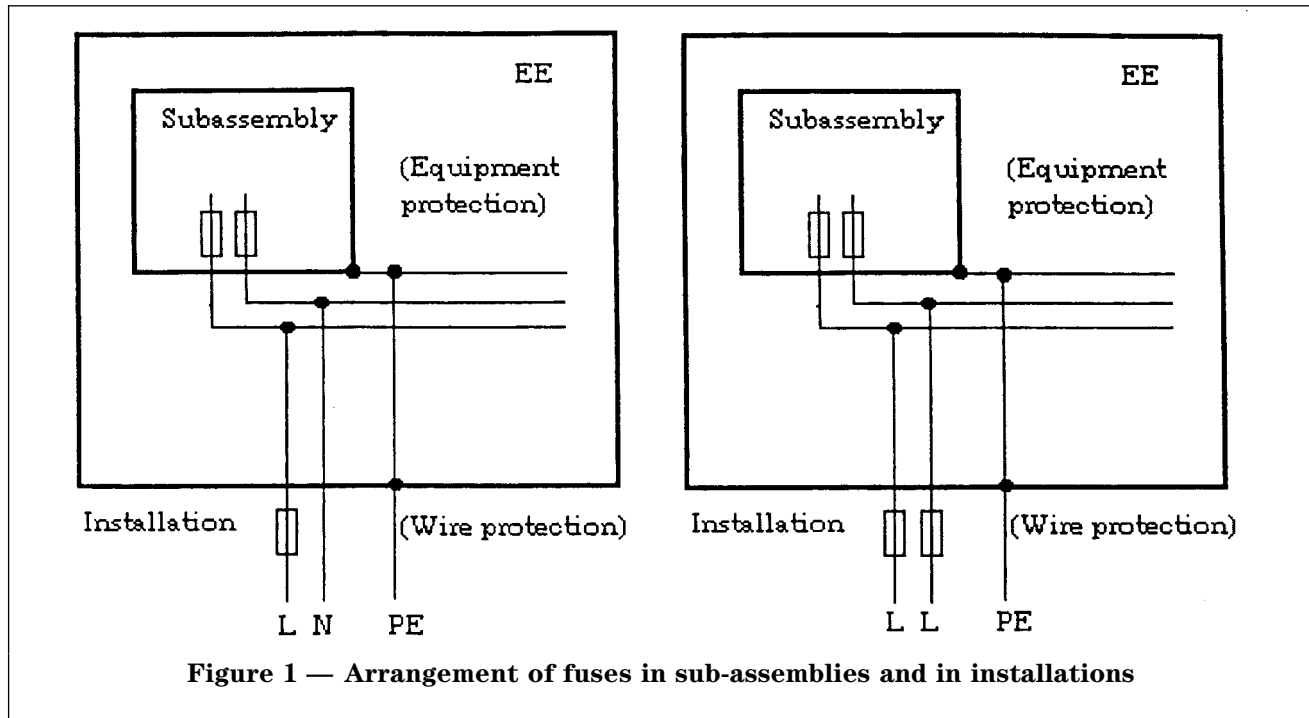 EE
Subassembly
(Equipment
protection)
Installation
(Wire protection)
L N PE
EE
Subassembly
(Equipment
protection)
Installation
(Wire protection)
L L PE
Figure 1 — Arrangement of fuses in sub-assemblies and in installations